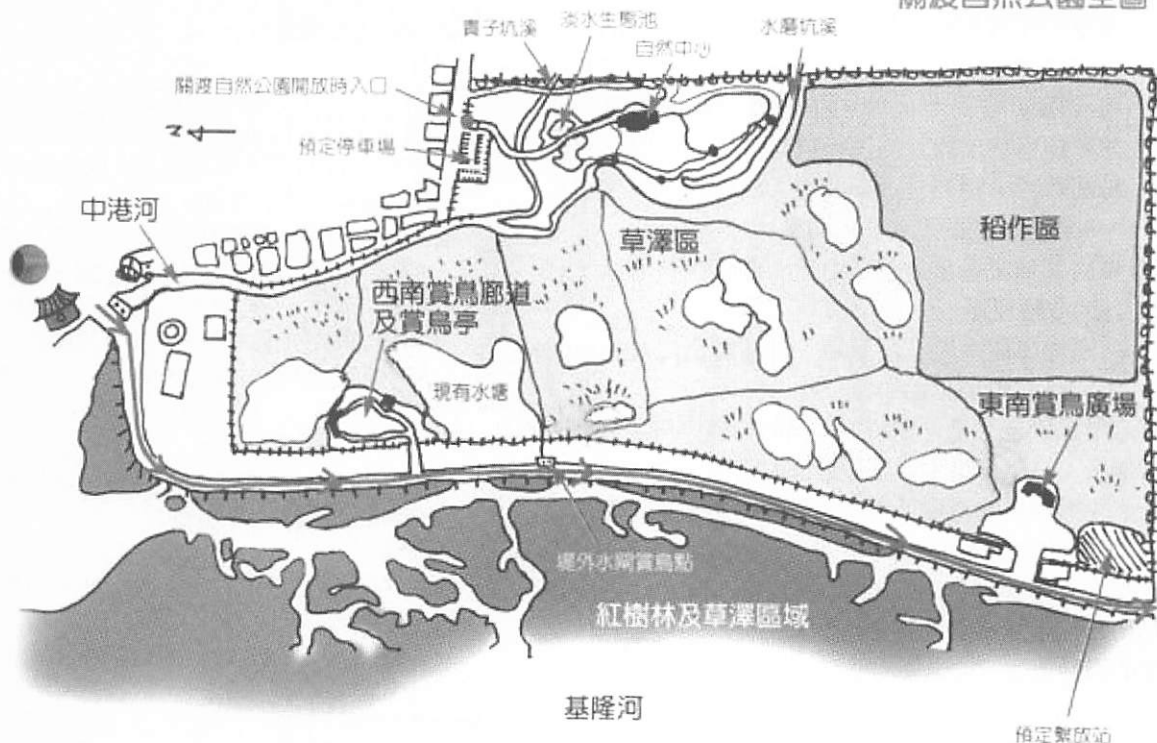 關渡自然公園全圖
貴子坑溪
淡水生態池
自然中心
水磨坑溪
關渡自然公園開放時入口
N
預定停車場
中港河
草澤區
稻作區
西南賞鳥廊道
及賞鳥亭
現有水塘
東南賞鳥廣場
堤外水閘賞鳥點
紅樹林及草澤區域
基隆河
預定繫放站